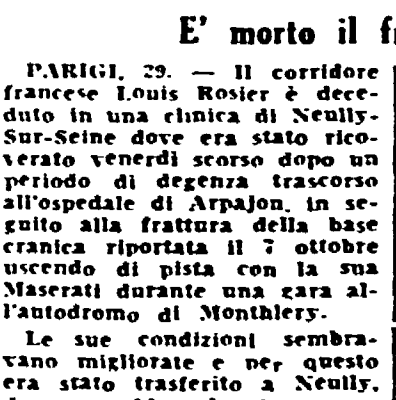 E' morto il f
PARIGI, 29. — Il corridore
francese Louis Rosier è dece-
duto in una clinica di Neully-
Sur-Seine dove era stato rico-
verato venerdì scorso dopo un
periodo di degenza trascorso
all'ospedale di Arpajon, in se-
guito alla frattura della base
cranica riportata il 7 ottobre
uscendo di pista con la sua
Maserati durante una gara al-
l'autodromo di Monthlery.
Le sue condizioni sembra-
vano migliorate e per questo
era stato trasferito a Neully,